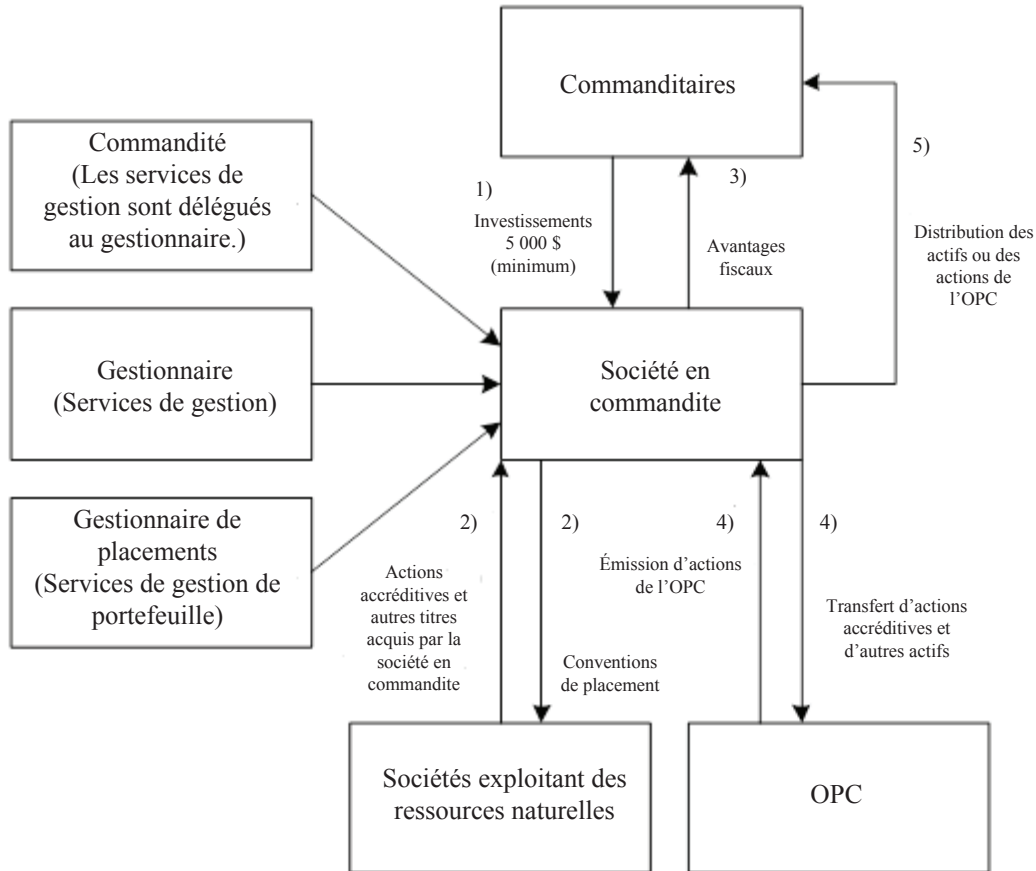 Commanditaires
Commandité
(Les services de
gestion sont délégués
au gestionnaire.)
1)
Investissements
5 000 $
(minimum)
3)
Avantages
fiscaux
5)
Distribution des
actifs ou des
actions de
l’OPC
Gestionnaire
(Services de gestion)
Société en
commandite
Gestionnaire de
placements
(Services de gestion de
portefeuille)
2)
Actions
accréditives et
autres titres
acquis par la
société en
commandite
2)
Conventions
de placement
4)
Émission d’actions
de l’OPC
4)
Transfert d’actions
accréditives et
d’autres actifs
Sociétés exploitant des
ressources naturelles
OPC